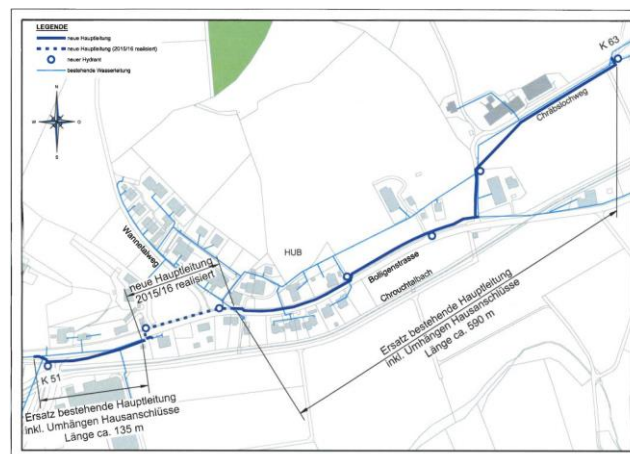 LEGENDE
neue Hauptleitung
neue Hauptleitung (2015/16 realisiert)
neuer Hydrant
bestehende Wasserleitung
N
W
O
S
K 63
Chräbslochweg
Wannentalweg
HUB
neue Hauptleitung
2015/16 realisiert
Bolligenstrasse
Chrouchtalbach
Ersatz bestehende Hauptleitung
inkl. Umhängen Hausanschlüsse
Länge ca. 590 m
K 51
Ersatz bestehende Hauptleitung
inkl. Umhängen Hausanschlüsse
Länge ca. 135 m